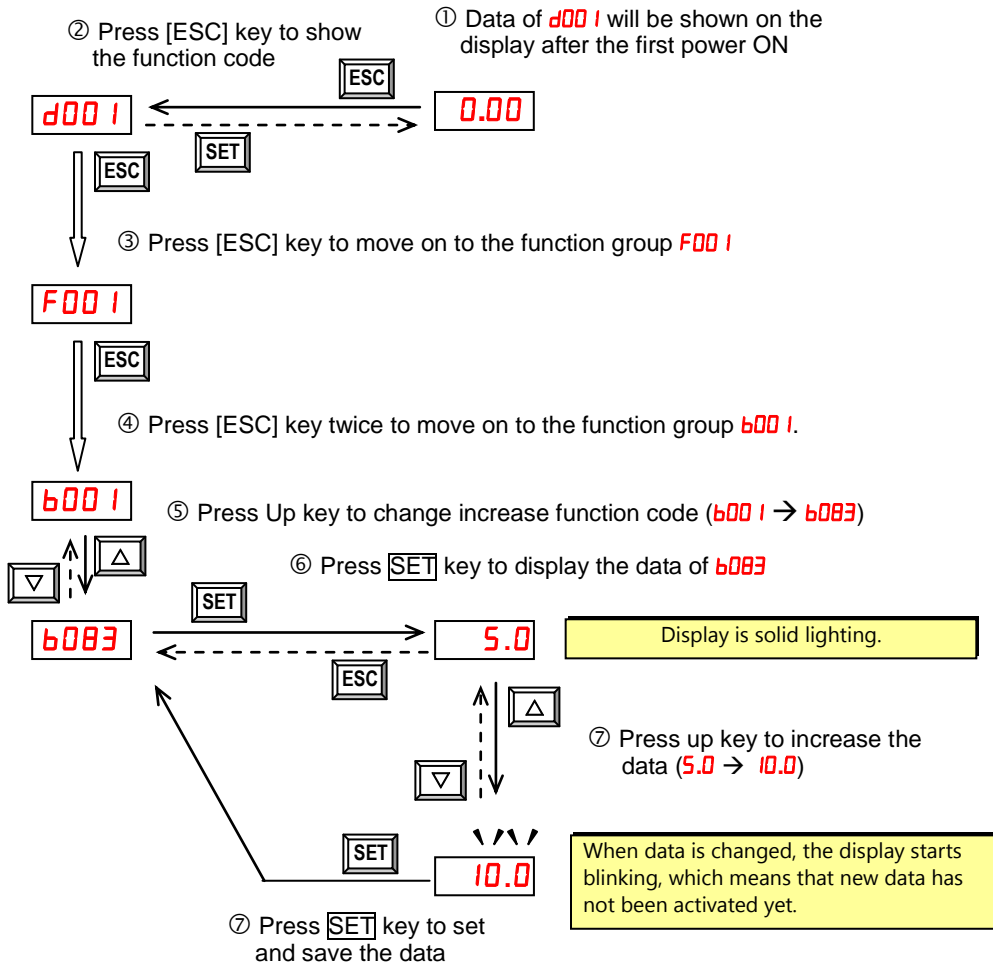 ① Data of d001 will be shown on the
display after the first power ON
② Press [ESC] key to show
the function code
ESC
d001
0.00
SET
ESC
③ Press [ESC] key to move on to the function group F001
F001
ESC
④ Press [ESC] key twice to move on to the function group b001.
b001
⑤ Press Up key to change increase function code (b001 → b083)
△
▽
⑥ Press SET key to display the data of b083
SET
b083
5.0
Display is solid lighting.
ESC
△
⑦ Press up key to increase the
data (5.0 → 10.0)
▽
SET
10.0
When data is changed, the display starts
blinking, which means that new data has
not been activated yet.
⑦ Press SET key to set
and save the data